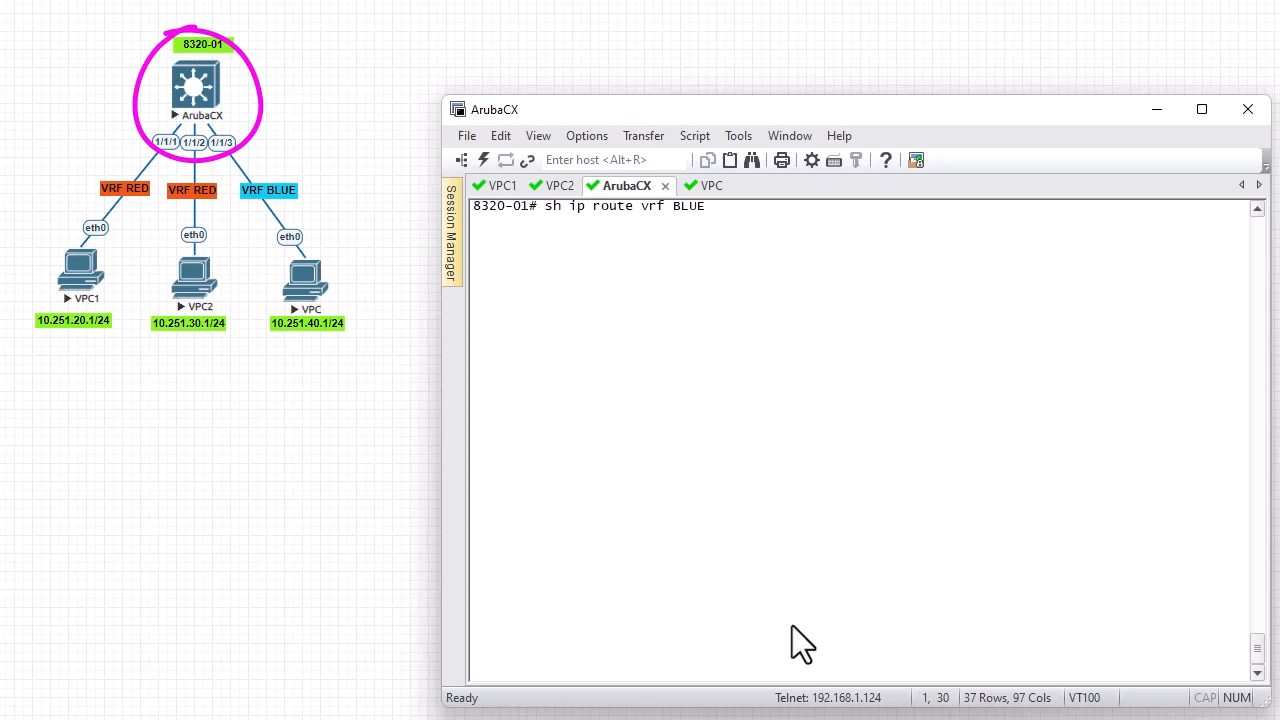 8320-01
ArubaCX
1/1/1 1/1/2 1/1/3
VRF RED VRF RED VRF BLUE
eth0 eth0 eth0
VPC1 VPC2 VPC
10.251.20.1/24 10.251.30.1/24 10.251.40.1/24
ArubaCX
File Edit View Options Transfer Script Tools Window Help
Enter host <Alt+R>
VPC1 VPC2 ArubaCX VPC
Session Manager
8320-01# sh ip route vrf BLUE
Ready Telnet: 192.168.1.124 1, 30 37 Rows, 97 Cols VT100 CAP NUM